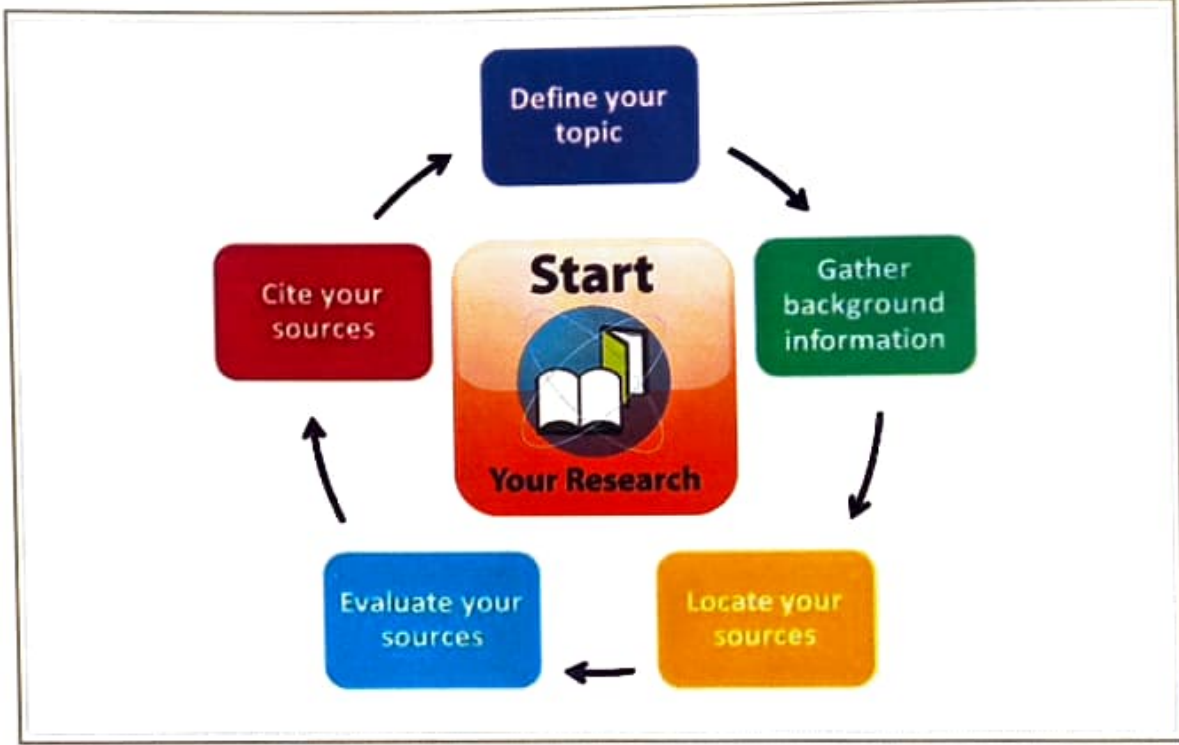 Define your
topic
Gather
background
information
Locate your
sources
Evaluate your
sources
Cite your
sources
Start
Your Research